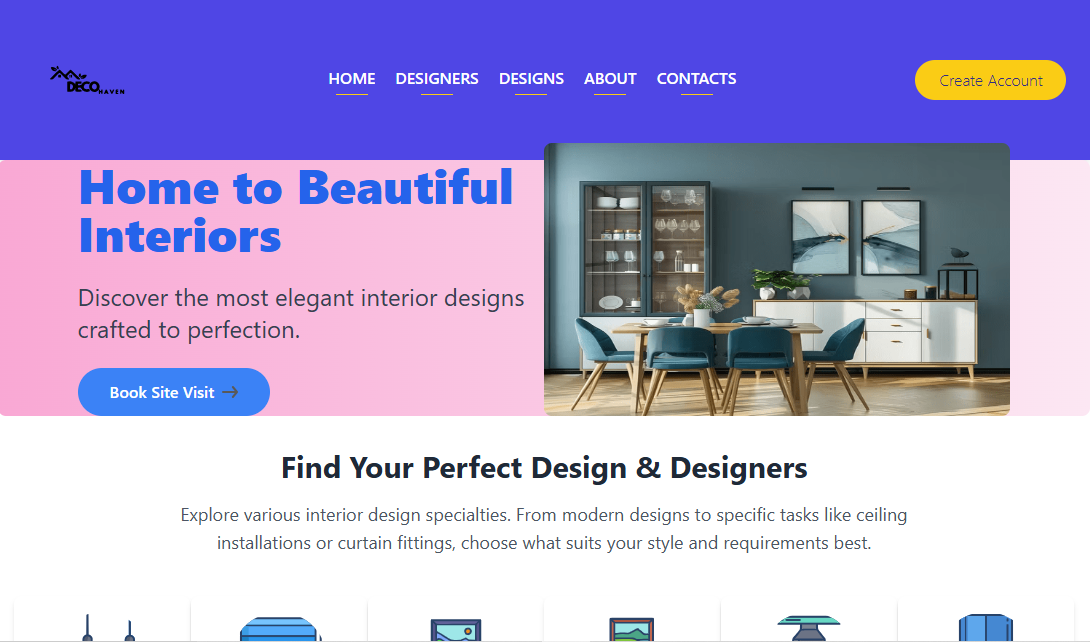 DECO
HAVEN
HOME DESIGNERS DESIGNS ABOUT CONTACTS
Create Account
Home to Beautiful
Interiors
Discover the most elegant interior designs
crafted to perfection.
Book Site Visit →
Find Your Perfect Design & Designers
Explore various interior design specialties. From modern designs to specific tasks like ceiling
installations or curtain fittings, choose what suits your style and requirements best.